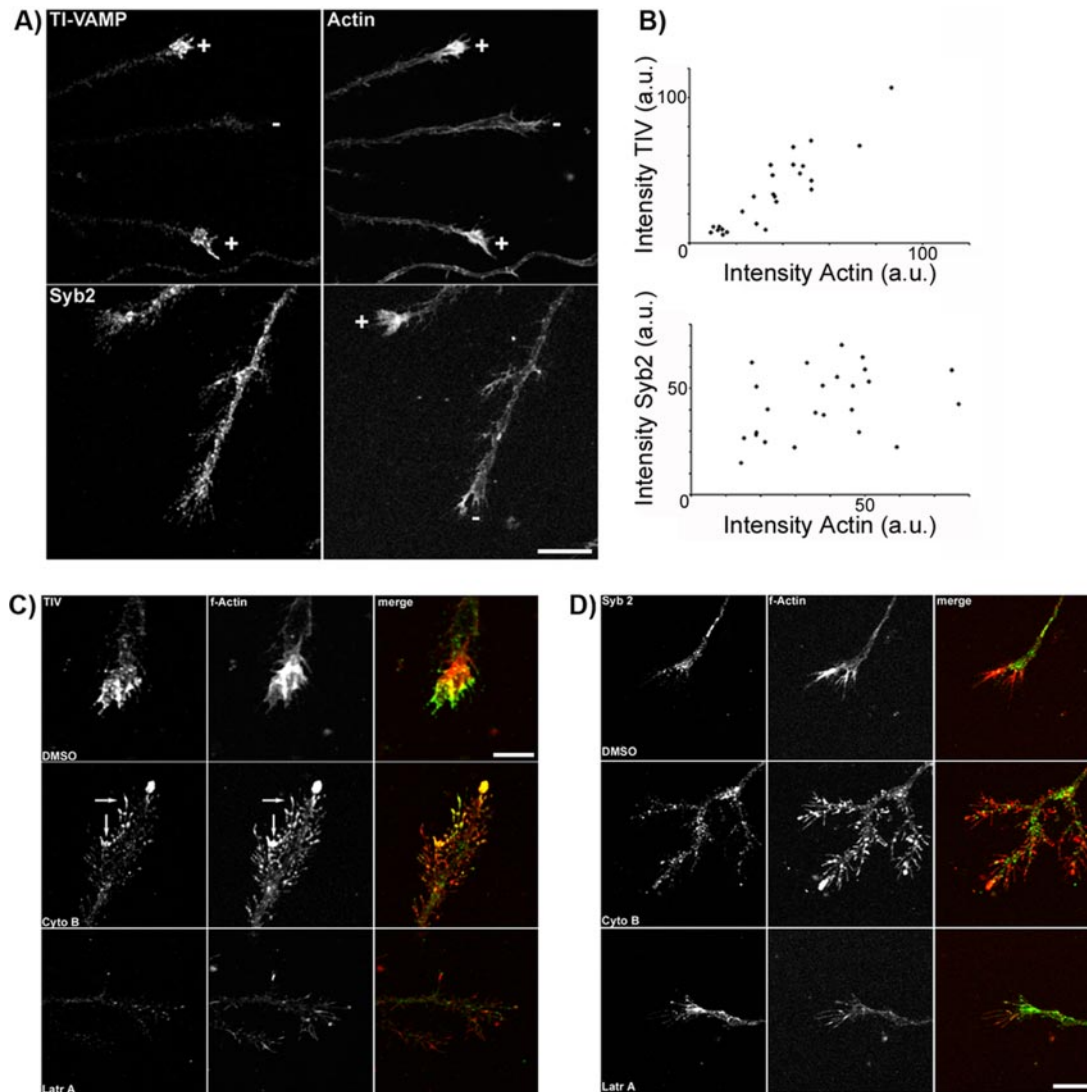 A)
TI-VAMP
Actin
+
+
-
-
+
+
Syb2
+
-
B)
Intensity TIV (a.u.)
100
0
100
Intensity Actin (a.u.)
Intensity Syb2 (a.u.)
50
0
50
Intensity Actin (a.u.)
C)
TIV
f-Actin
merge
DMSO
Cyto B
Latr A
D)
Syb 2
f-Actin
merge
DMSO
Cyto B
Latr A